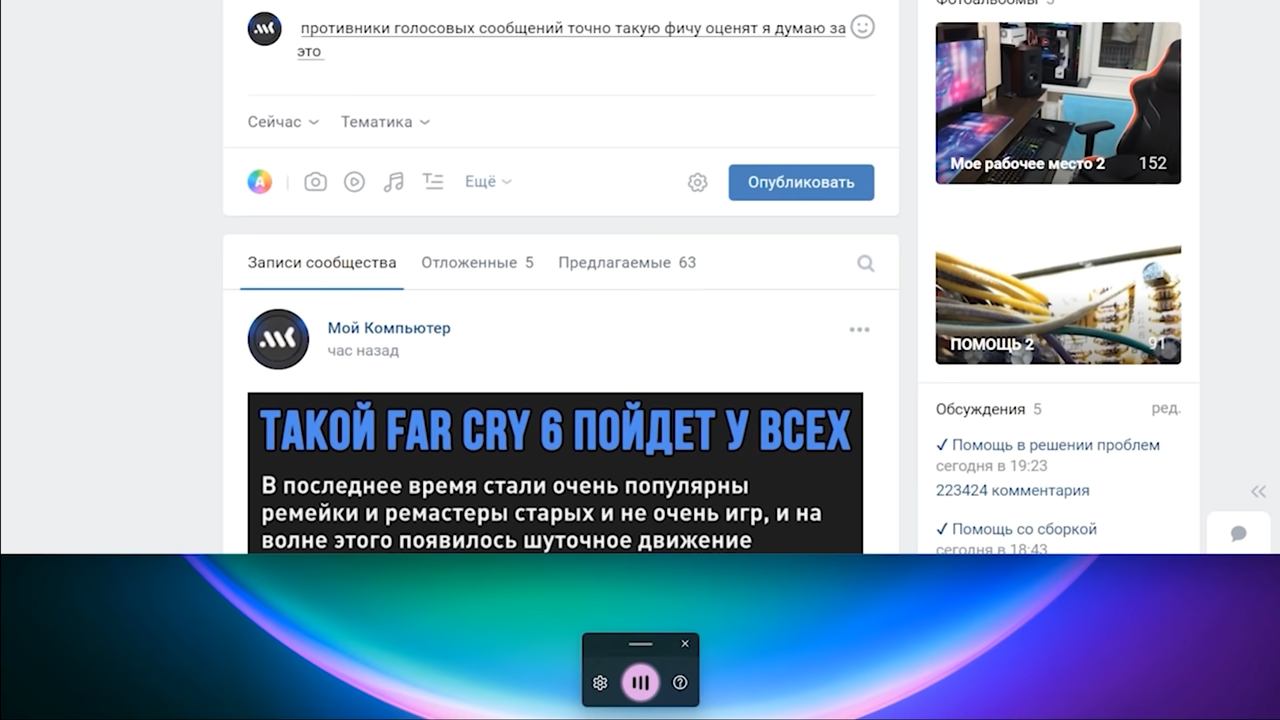 противники голосовых сообщений точно такую фичу оценят я думаю за
это
Сейчас
Тематика
Ещё
Опубликовать
Записи сообщества
Отложенные 5
Предлагаемые 63
Мой Компьютер
час назад
ТАКОЙ FAR CRY 6 ПОЙДЕТ У ВСЕХ
В последнее время стали очень популярны
ремейки и ремастеры старых и не очень игр, и на
волне этого появилось шуточное движение
Фотоальбомы 5
Мое рабочее место 2 152
ПОМОЩЬ 2 91
Обсуждения 5
ред.
✓ Помощь в решении проблем
сегодня в 19:23
223424 комментария
✓ Помощь со сборкой
сегодня в 18:43